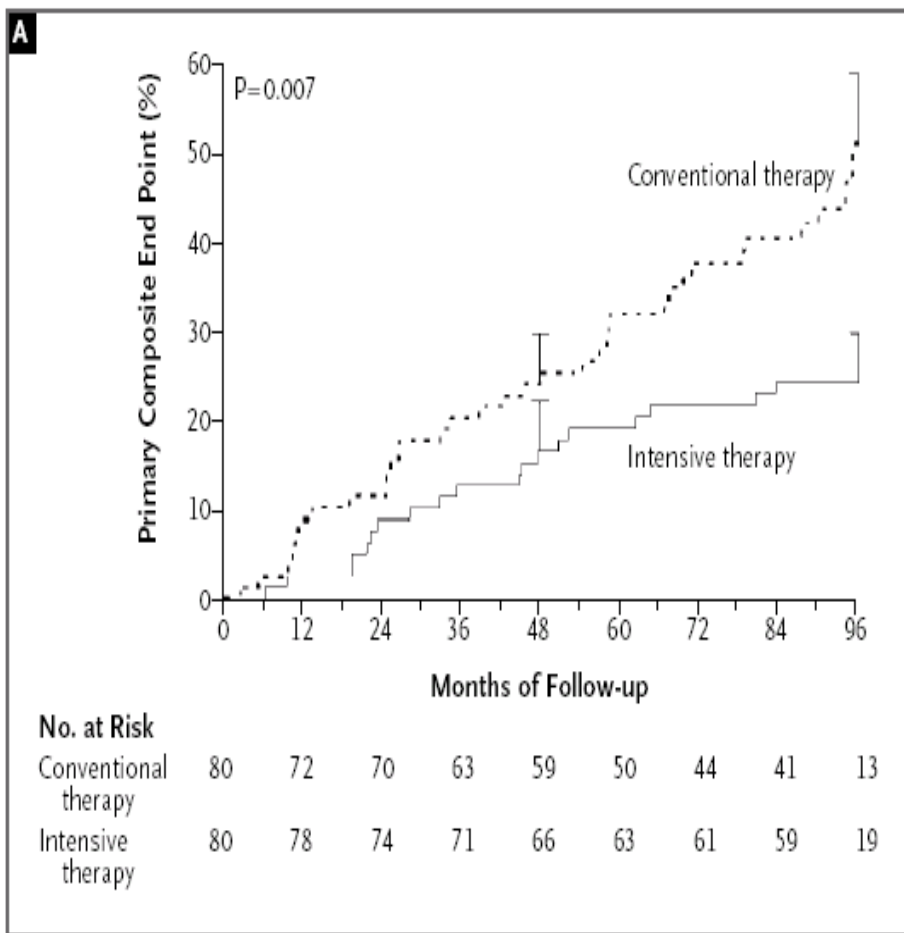 A
P=0.007
Primary Composite End Point (%)
60
50
40
30
20
10
0
Conventional therapy
Intensive therapy
0 12 24 36 48 60 72 84 96
Months of Follow-up
No. at Risk
Conventional therapy 80 72 70 63 59 50 44 41 13
Intensive therapy 80 78 74 71 66 63 61 59 19